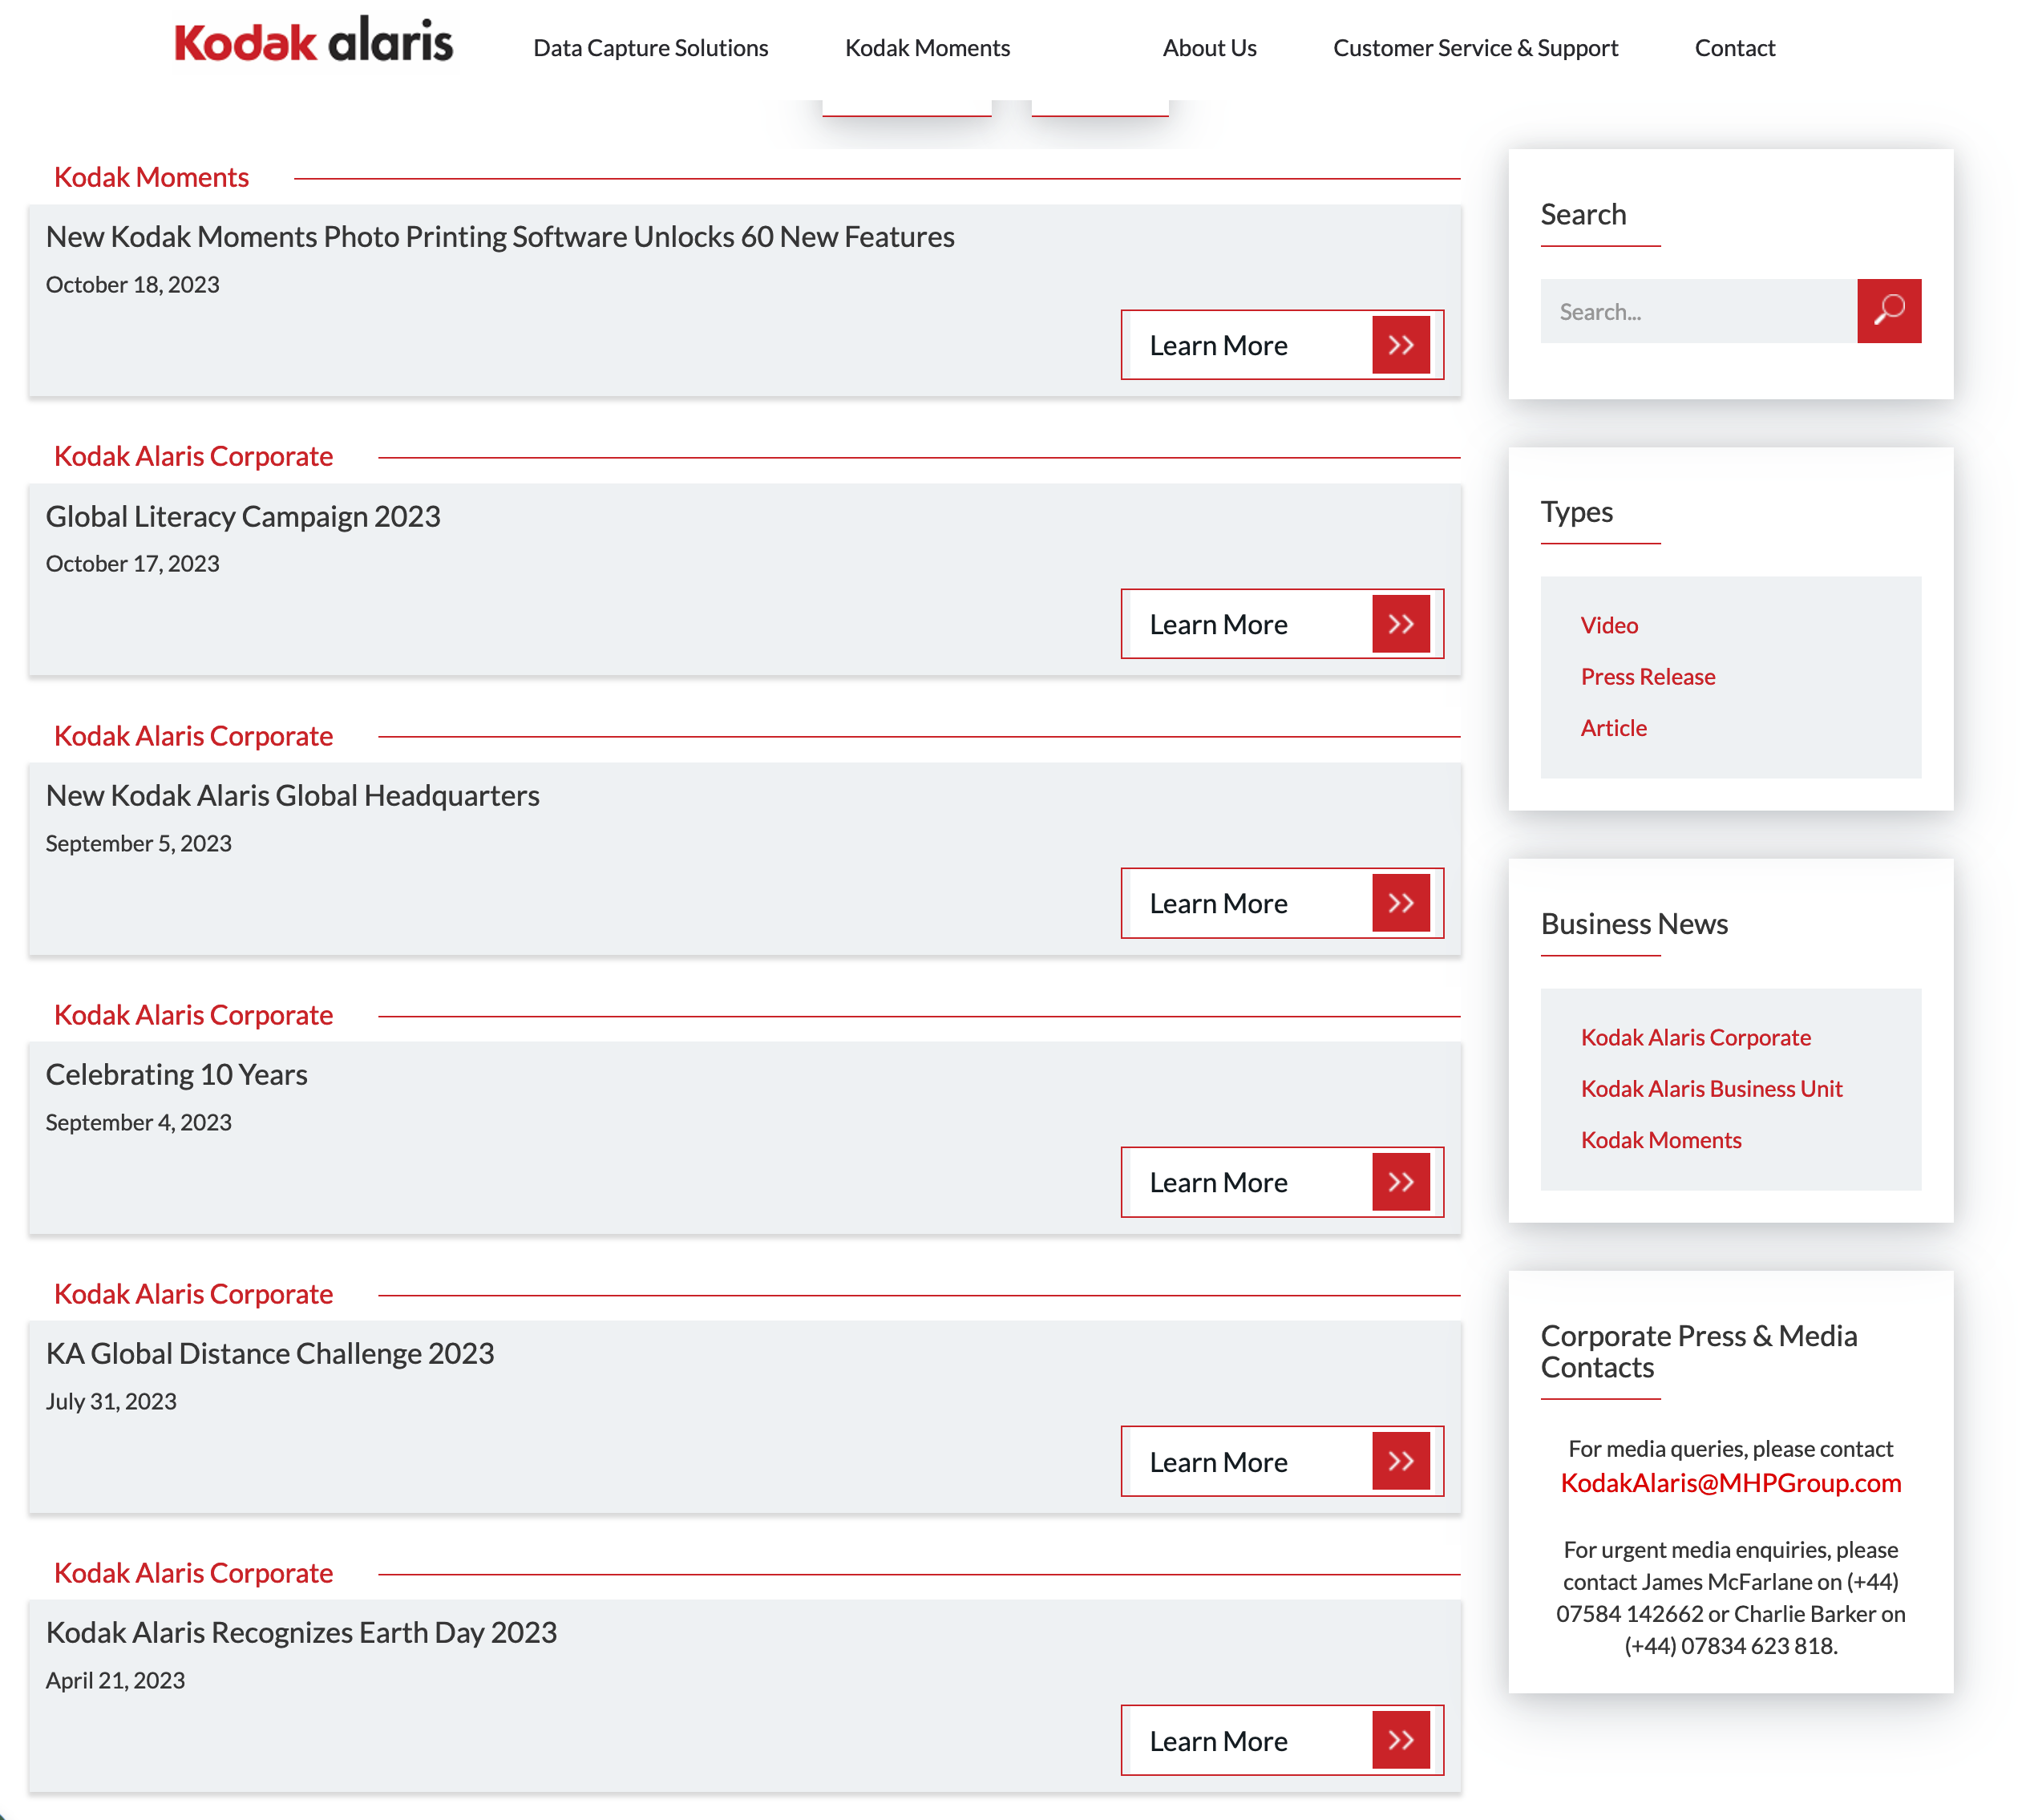 Kodak alaris
Data Capture Solutions
Kodak Moments
About Us
Customer Service & Support
Contact
Kodak Moments
New Kodak Moments Photo Printing Software Unlocks 60 New Features
October 18, 2023
Learn More
Kodak Alaris Corporate
Global Literacy Campaign 2023
October 17, 2023
Learn More
Kodak Alaris Corporate
New Kodak Alaris Global Headquarters
September 5, 2023
Learn More
Kodak Alaris Corporate
Celebrating 10 Years
September 4, 2023
Learn More
Kodak Alaris Corporate
KA Global Distance Challenge 2023
July 31, 2023
Learn More
Kodak Alaris Corporate
Kodak Alaris Recognizes Earth Day 2023
April 21, 2023
Learn More
Search
Search...
Types
Video
Press Release
Article
Business News
Kodak Alaris Corporate
Kodak Alaris Business Unit
Kodak Moments
Corporate Press & Media
Contacts
For media queries, please contact
KodakAlaris@MHPGroup.com
For urgent media enquiries, please
contact James McFarlane on (+44)
07584 142662 or Charlie Barker on
(+44) 07834 623 818.